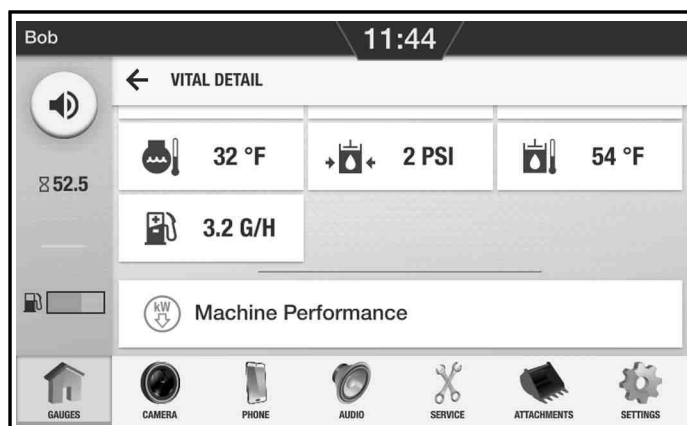 Bob
11:44
VITAL DETAIL
52.5
32 °F
2 PSI
54 °F
3.2 G/H
kW
Machine Performance
GAUGES
CAMERA
PHONE
AUDIO
SERVICE
ATTACHMENTS
SETTINGS